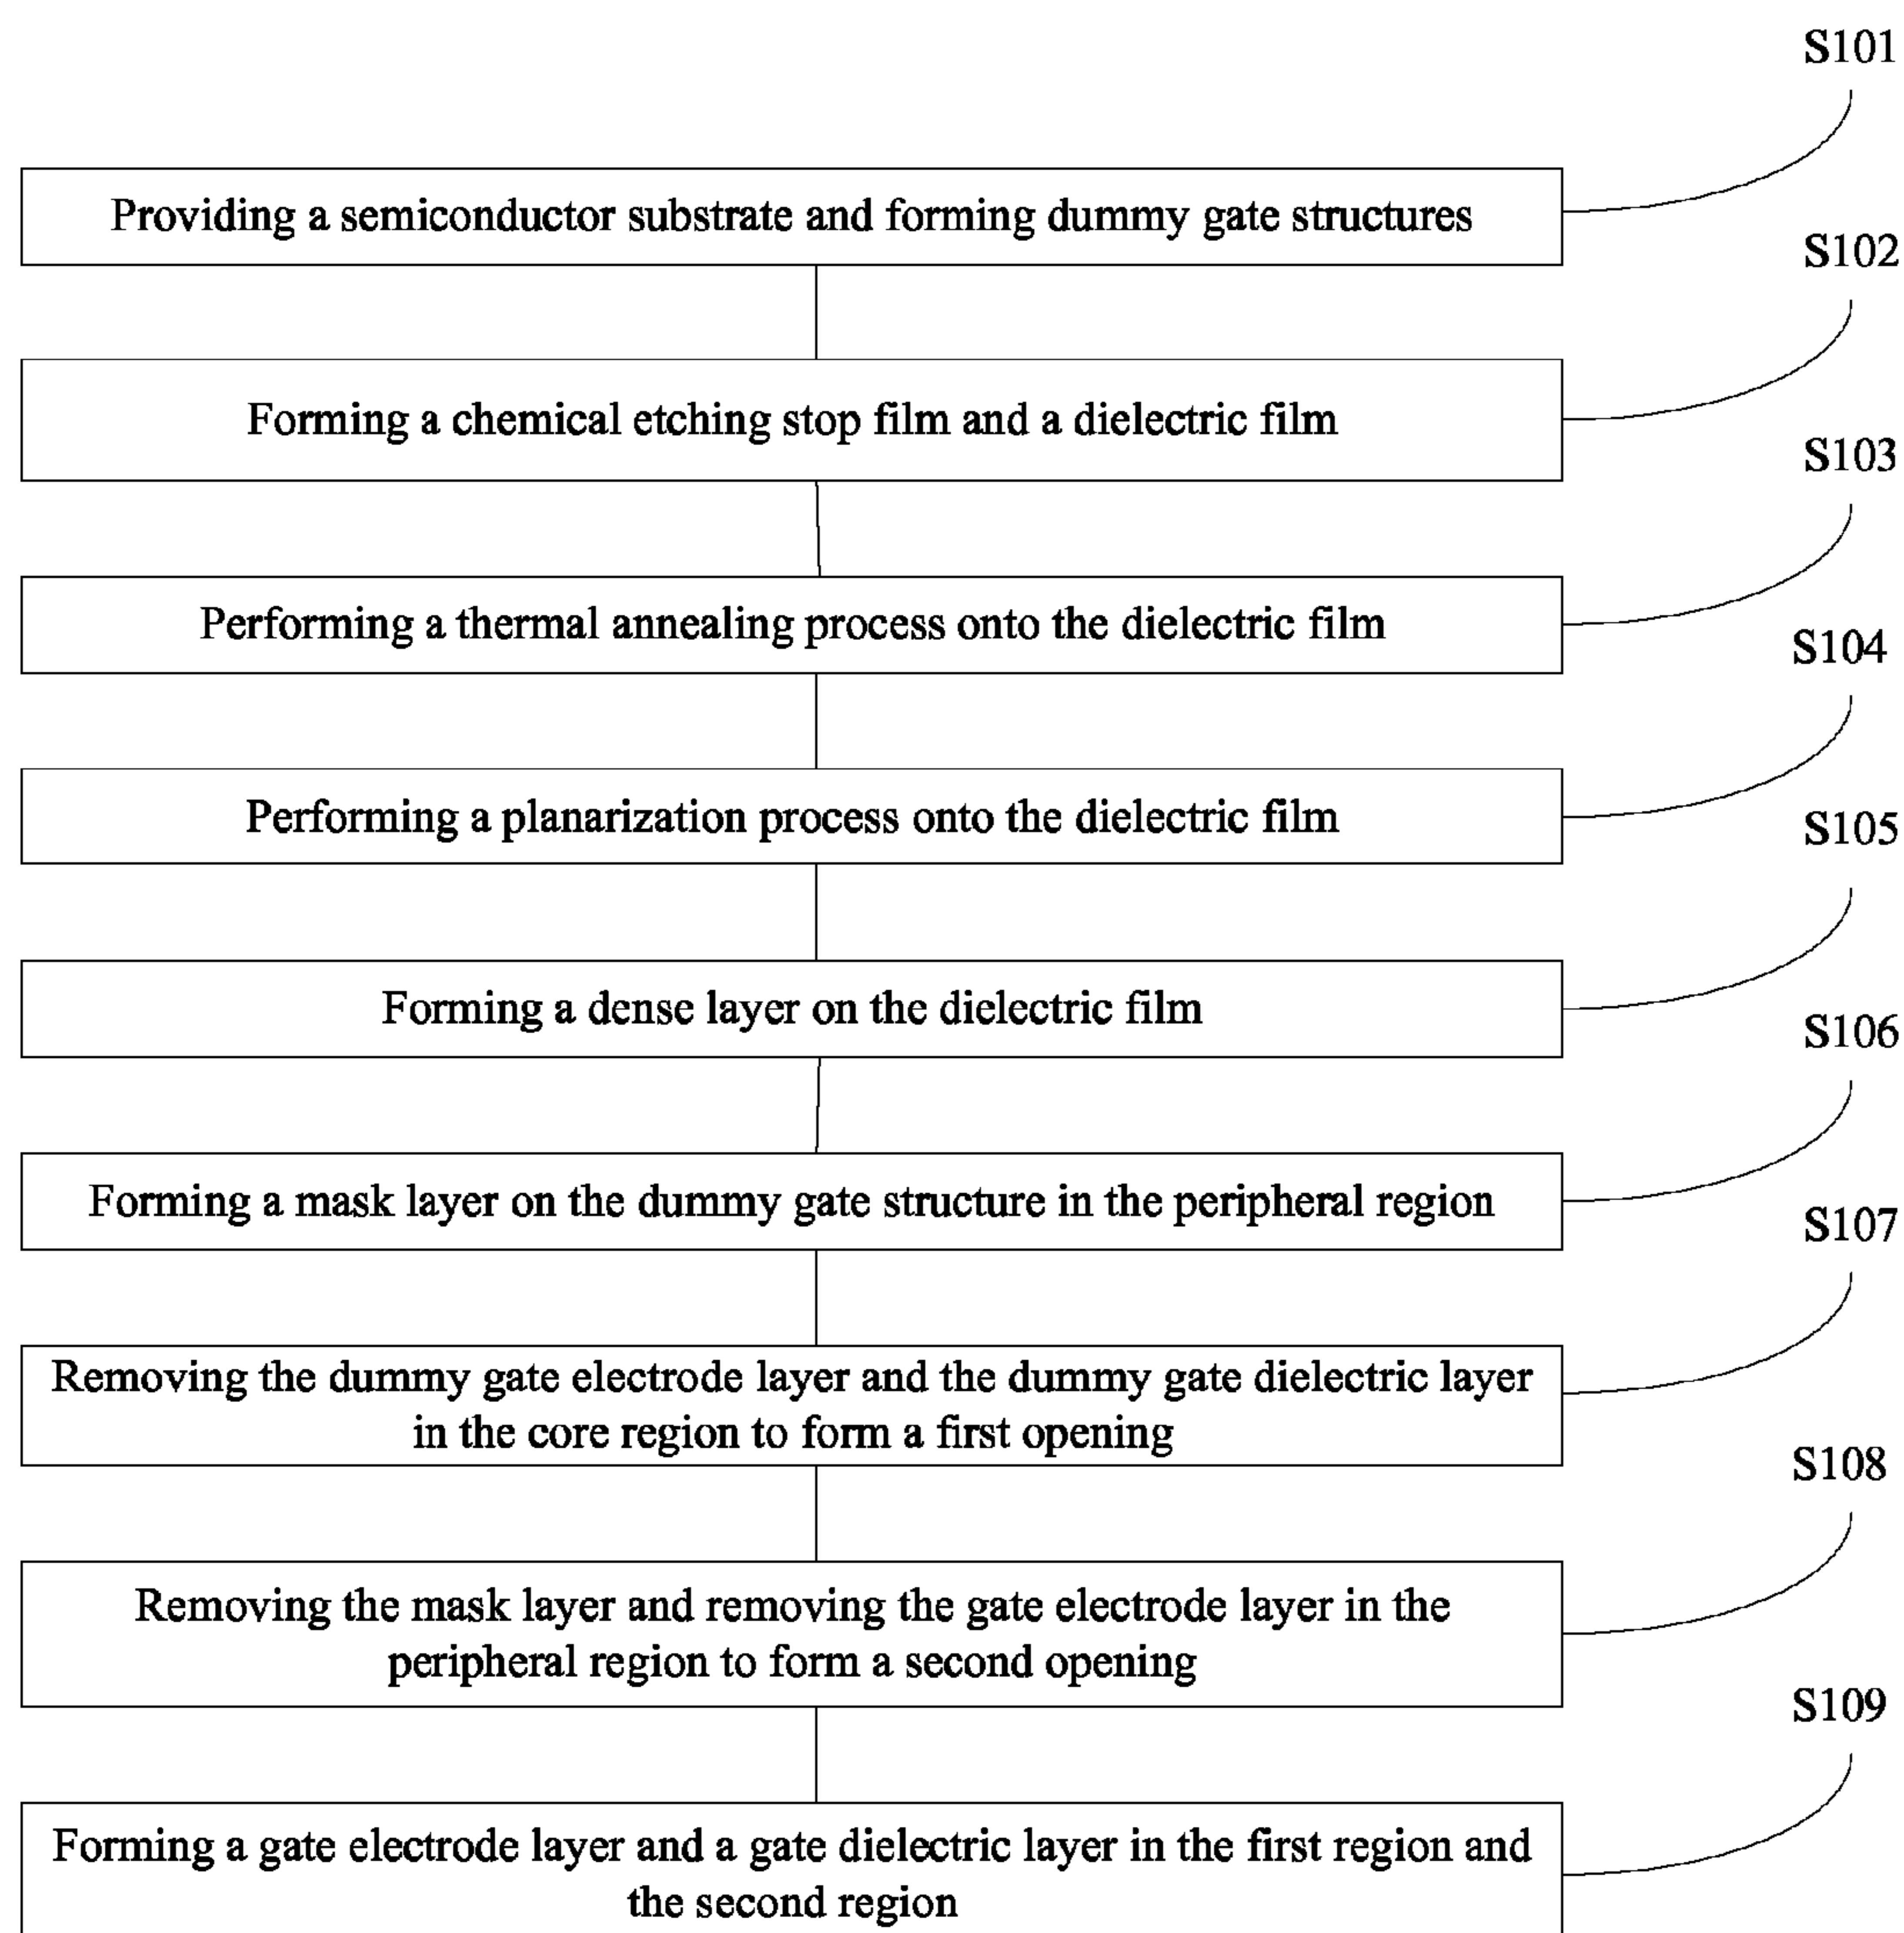 S101
Providing a semiconductor substrate and forming dummy gate structures
S102
Forming a chemical etching stop film and a dielectric film
S103
Performing a thermal annealing process onto the dielectric film
S104
Performing a planarization process onto the dielectric film
S105
Forming a dense layer on the dielectric film
S106
Forming a mask layer on the dummy gate structure in the peripheral region
S107
Removing the dummy gate electrode layer and the dummy gate dielectric layer
in the core region to form a first opening
S108
Removing the mask layer and removing the gate electrode layer in the
peripheral region to form a second opening
S109
Forming a gate electrode layer and a gate dielectric layer in the first region and
the second region